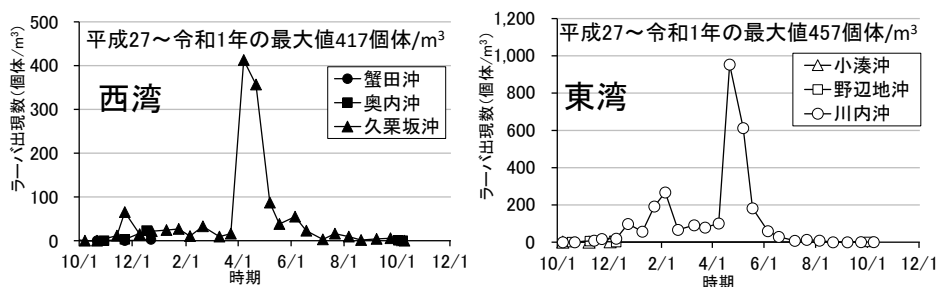 平成27～令和1年の最大値417個体/m³
西湾
蟹田沖
奥内沖
久栗坂沖
ラーバ出現数(個体/m³)
500
400
300
200
100
0
10/1 12/1 2/1 4/1 6/1 8/1 10/1 12/1
時期
平成27～令和1年の最大値457個体/m³
東湾
小湊沖
野辺地沖
川内沖
ラーバ出現数(個体/m³)
1,200
1,000
800
600
400
200
0
10/1 12/1 2/1 4/1 6/1 8/1 10/1 12/1
時期